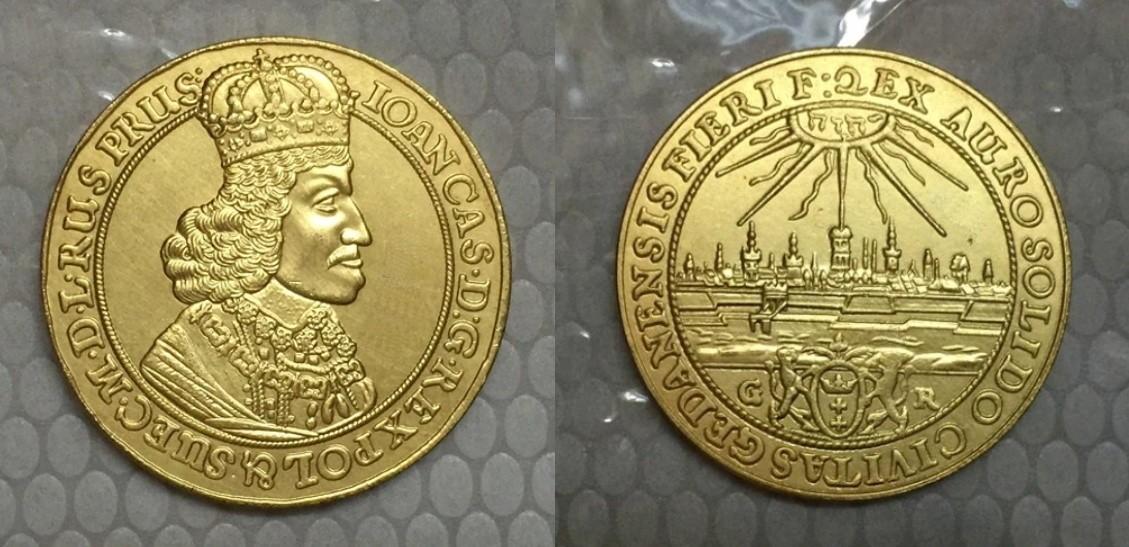 IOAN CAS · D : G · REX POL & SUEC · M · D · L · RUS PRUS :
EX AURO SOLIDO CIVITAS GEDANENSIS FIERI F :
יהוה
G R